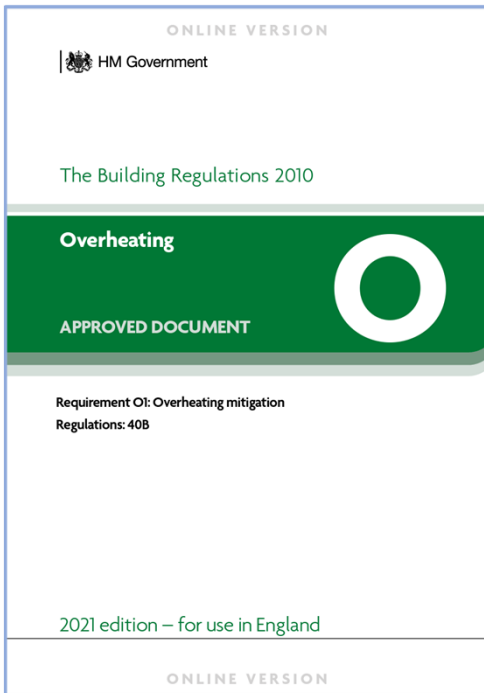 ONLINE VERSION
HM Government
The Building Regulations 2010
Overheating
O
APPROVED DOCUMENT
Requirement O1: Overheating mitigation
Regulations: 40B
2021 edition – for use in England
ONLINE VERSION